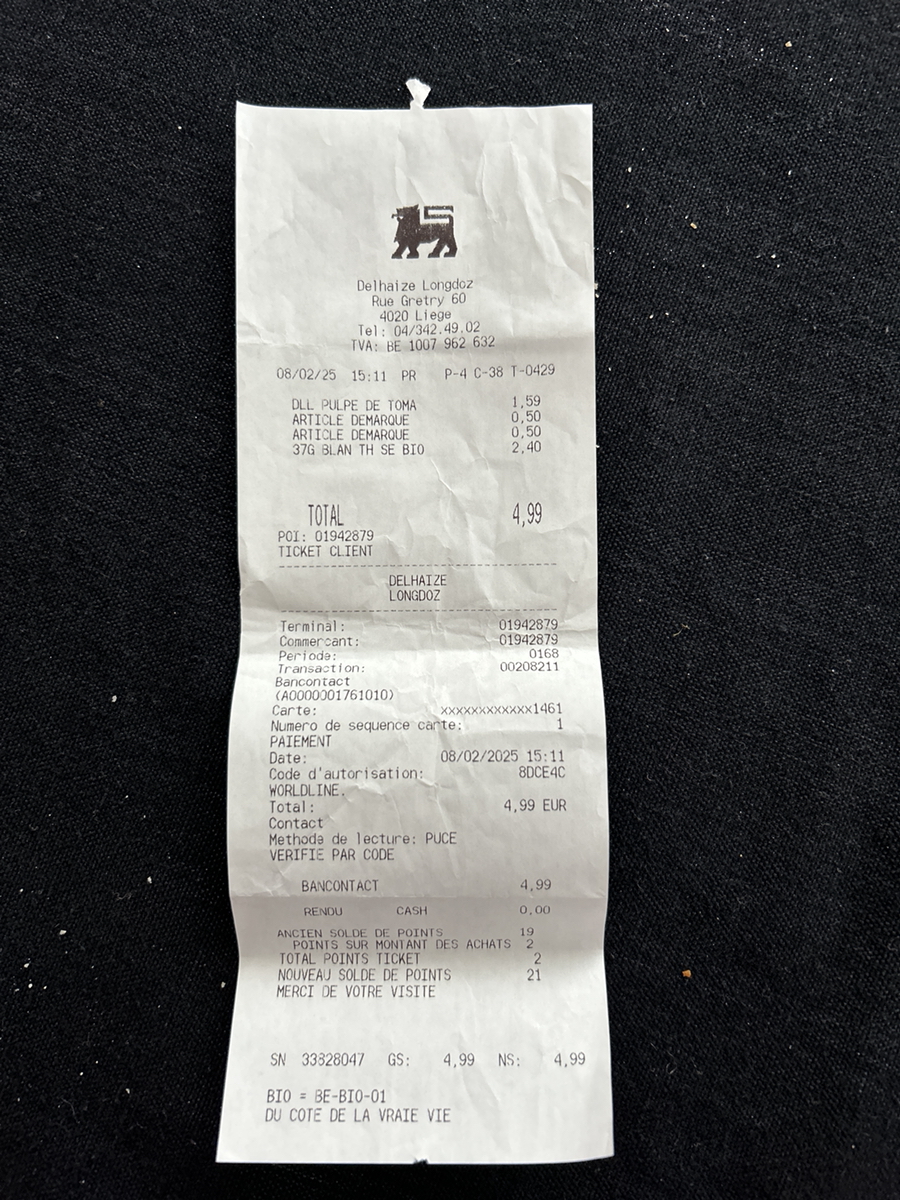 Delhaize Longdoz
Rue Gretry 60
4020 Liege
Tel: 04/342.49.02
TVA: BE 1007 962 632
08/02/25 15:11 PR P-4 C-38 T-0429
DLL PULPE DE TOMA 1,59
ARTICLE DEMARQUE 0,50
ARTICLE DEMARQUE 0,50
37G BLAN TH SE BIO 2,40
TOTAL 4,99
POI: 01942879
TICKET CLIENT
DELHAIZE
LONGDOZ
Terminal: 01942879
Commercant: 01942879
Periode: 0168
Transaction: 00208211
Bancontact
(A0000001761010)
Carte: xxxxxxxxxxxx1461
Numero de sequence carte: 1
PAIEMENT
Date: 08/02/2025 15:11
Code d'autorisation: 8DCE4C
WORLDLINE.
Total: 4,99 EUR
Contact
Methode de lecture: PUCE
VERIFIE PAR CODE
BANCONTACT 4,99
RENDU CASH 0,00
ANCIEN SOLDE DE POINTS 19
POINTS SUR MONTANT DES ACHATS 2
TOTAL POINTS TICKET 2
NOUVEAU SOLDE DE POINTS 21
MERCI DE VOTRE VISITE
SN 33828047 GS: 4,99 NS: 4,99
BIO = BE-BIO-01
DU COTE DE LA VRAIE VIE